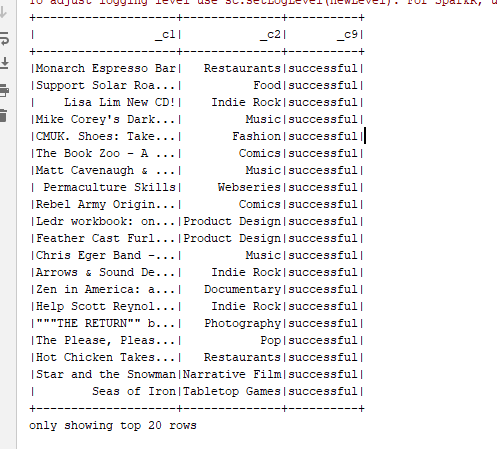 To adjust logging level use sc.setLogLevel(newLevel). For SparkR, u
+--------------------+--------------+----------+
|                 _c1|           _c2|       _c9|
+--------------------+--------------+----------+
|Monarch Espresso Bar|   Restaurants|successful|
|Support Solar Roa...|          Food|successful|
|    Lisa Lim New CD!|    Indie Rock|successful|
|Mike Corey's Dark...|         Music|successful|
|CMUK. Shoes: Take...|       Fashion|successful|
|The Book Zoo - A ...|        Comics|successful|
|Matt Cavenaugh & ...|         Music|successful|
| Permaculture Skills|     Webseries|successful|
|Rebel Army Origin...|        Comics|successful|
|Ledr workbook: on...|Product Design|successful|
|Feather Cast Furl...|Product Design|successful|
|Chris Eger Band -...|         Music|successful|
|Arrows & Sound De...|    Indie Rock|successful|
|Zen in America: a...|   Documentary|successful|
|Help Scott Reynol...|    Indie Rock|successful|
|"""THE RETURN"" b...|   Photography|successful|
|The Please, Pleas...|           Pop|successful|
|Hot Chicken Takes...|   Restaurants|successful|
|Star and the Snowman|Narrative Film|successful|
|        Seas of Iron|Tabletop Games|successful|
+--------------------+--------------+----------+
only showing top 20 rows